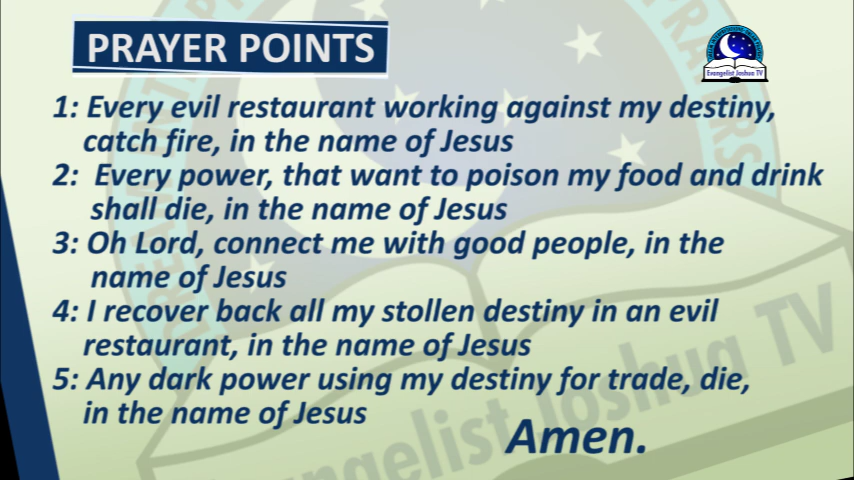 PRAYER POINTS
Evangelist Joshua TV
1: Every evil restaurant working against my destiny,
catch fire, in the name of Jesus
2: Every power, that want to poison my food and drink
shall die, in the name of Jesus
3: Oh Lord, connect me with good people, in the
name of Jesus
4: I recover back all my stollen destiny in an evil
restaurant, in the name of Jesus
5: Any dark power using my destiny for trade, die,
in the name of Jesus
Amen.
Evangelist Joshua TV